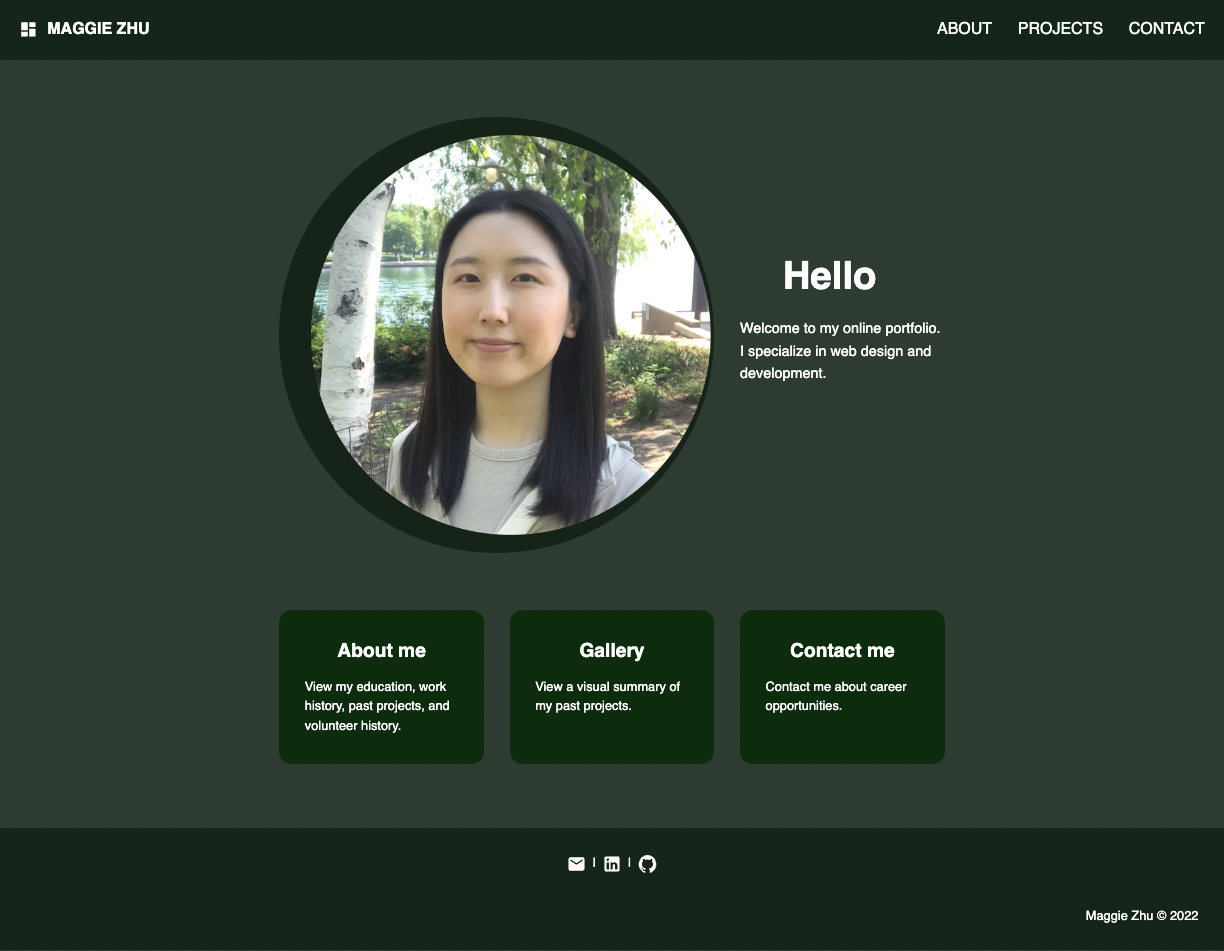 MAGGIE ZHU
ABOUT PROJECTS CONTACT
Hello
Welcome to my online portfolio.
I specialize in web design and
development.
About me
View my education, work
history, past projects, and
volunteer history.
Gallery
View a visual summary of
my past projects.
Contact me
Contact me about career
opportunities.
Maggie Zhu © 2022